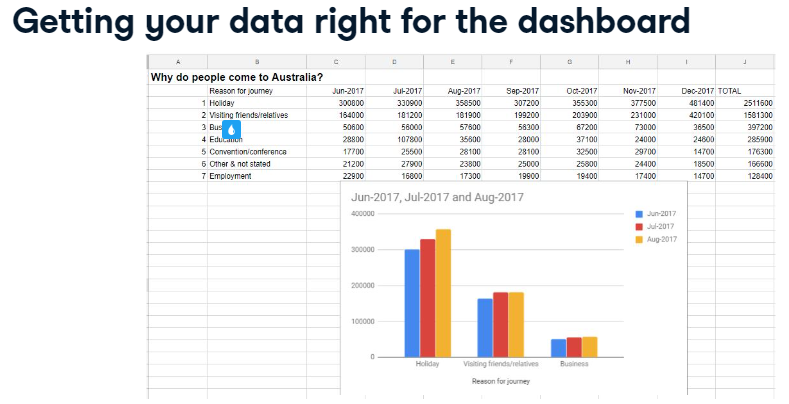 Getting your data right for the dashboard
A B C D E F G H I J
Why do people come to Australia?
Reason for journey Jun-2017 Jul-2017 Aug-2017 Sep-2017 Oct-2017 Nov-2017 Dec-2017 TOTAL
1 Holiday 300800 330900 358500 307200 355300 377500 481400 2511600
2 Visiting friends/relatives 164000 181200 181900 199200 203900 231000 420100 1581300
3 Bus 50600 56000 57600 56300 67200 73000 36500 397200
4 Education 28800 107800 35600 28000 37100 24000 24600 285900
5 Convention/conference 17700 25500 28100 28100 32500 29700 14700 176300
6 Other & not stated 21200 27900 23800 25000 25800 24400 18500 166600
7 Employment 22900 16800 17300 19900 19400 17400 14700 128400
Jun-2017, Jul-2017 and Aug-2017
400000
300000
200000
100000
0
Jun-2017
Jul-2017
Aug-2017
Holiday Visiting friends/relatives Business
Reason for journey